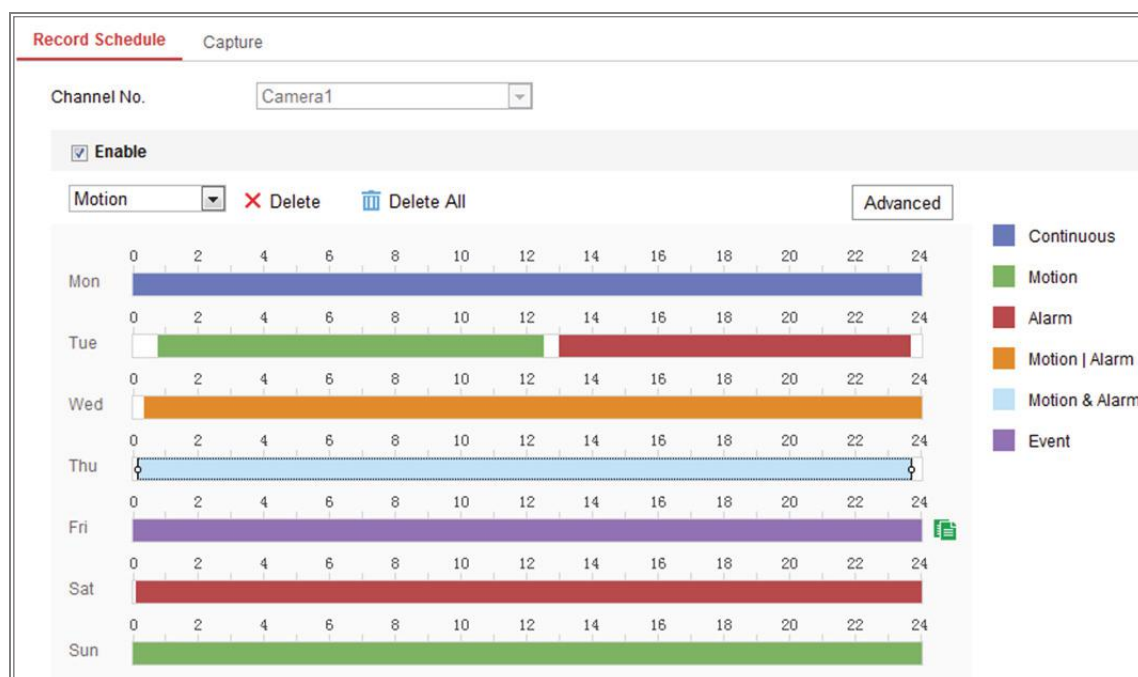 Record Schedule Capture
Channel No. Camera1
Enable
Motion Delete Delete All Advanced
Continuous
Motion
Alarm
Motion | Alarm
Motion & Alarm
Event
0 2 4 6 8 10 12 14 16 18 20 22 24
Mon
0 2 4 6 8 10 12 14 16 18 20 22 24
Tue
0 2 4 6 8 10 12 14 16 18 20 22 24
Wed
0 2 4 6 8 10 12 14 16 18 20 22 24
Thu
0 2 4 6 8 10 12 14 16 18 20 22 24
Fri
0 2 4 6 8 10 12 14 16 18 20 22 24
Sat
0 2 4 6 8 10 12 14 16 18 20 22 24
Sun